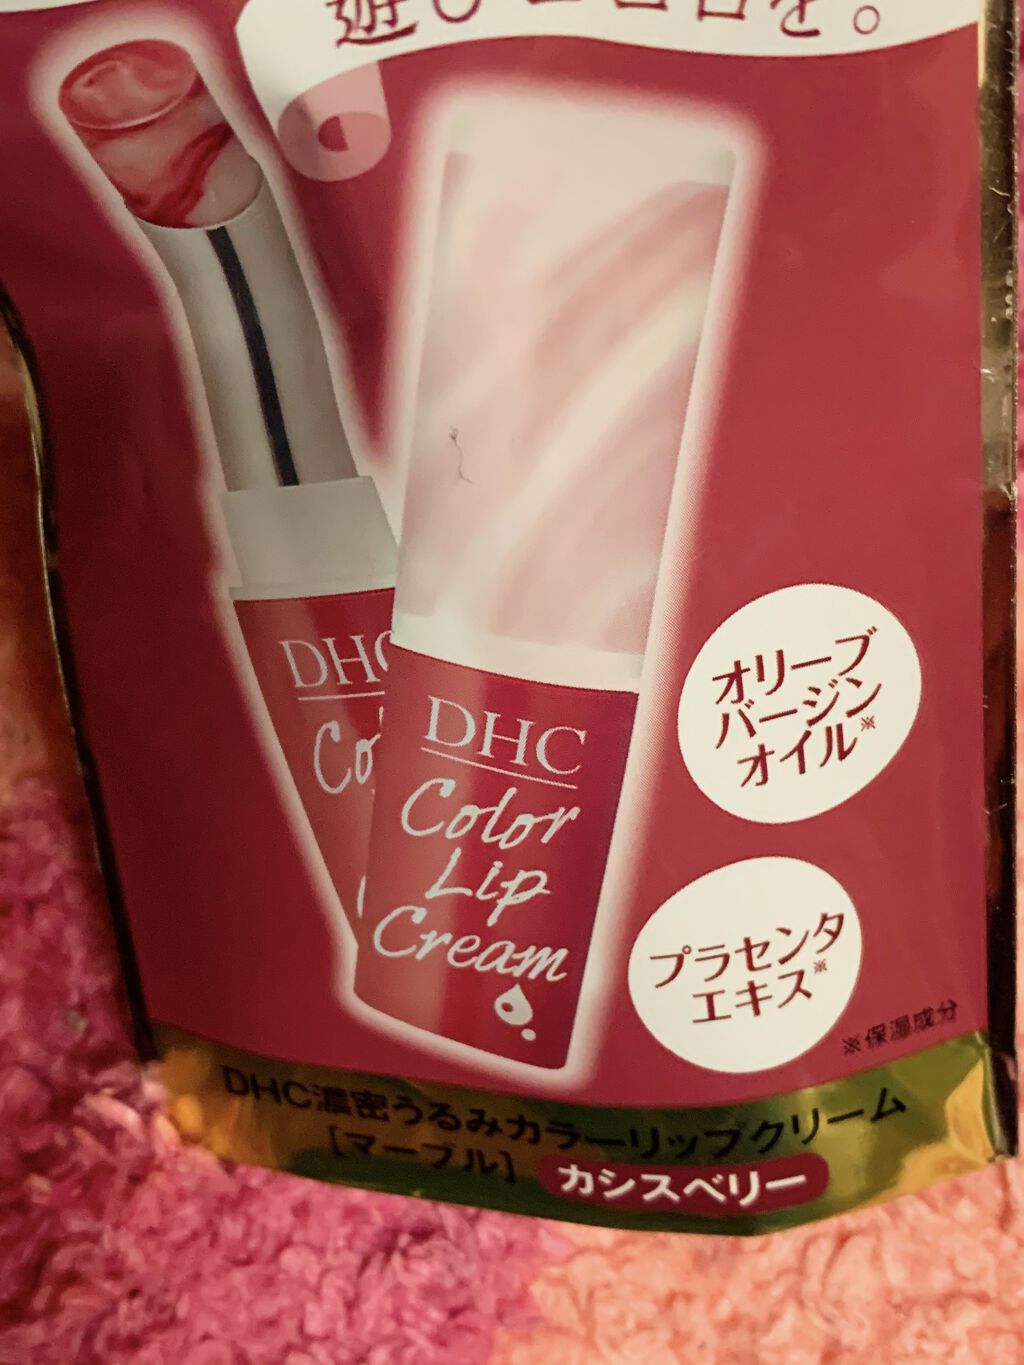 DHC
Color
Lip
Cream
オリーブ
バージン
オイル※
プラセンタ
エキス※
※保湿成分
DHC濃密うるみカラーリップクリーム
[マーブル] カシスベリー